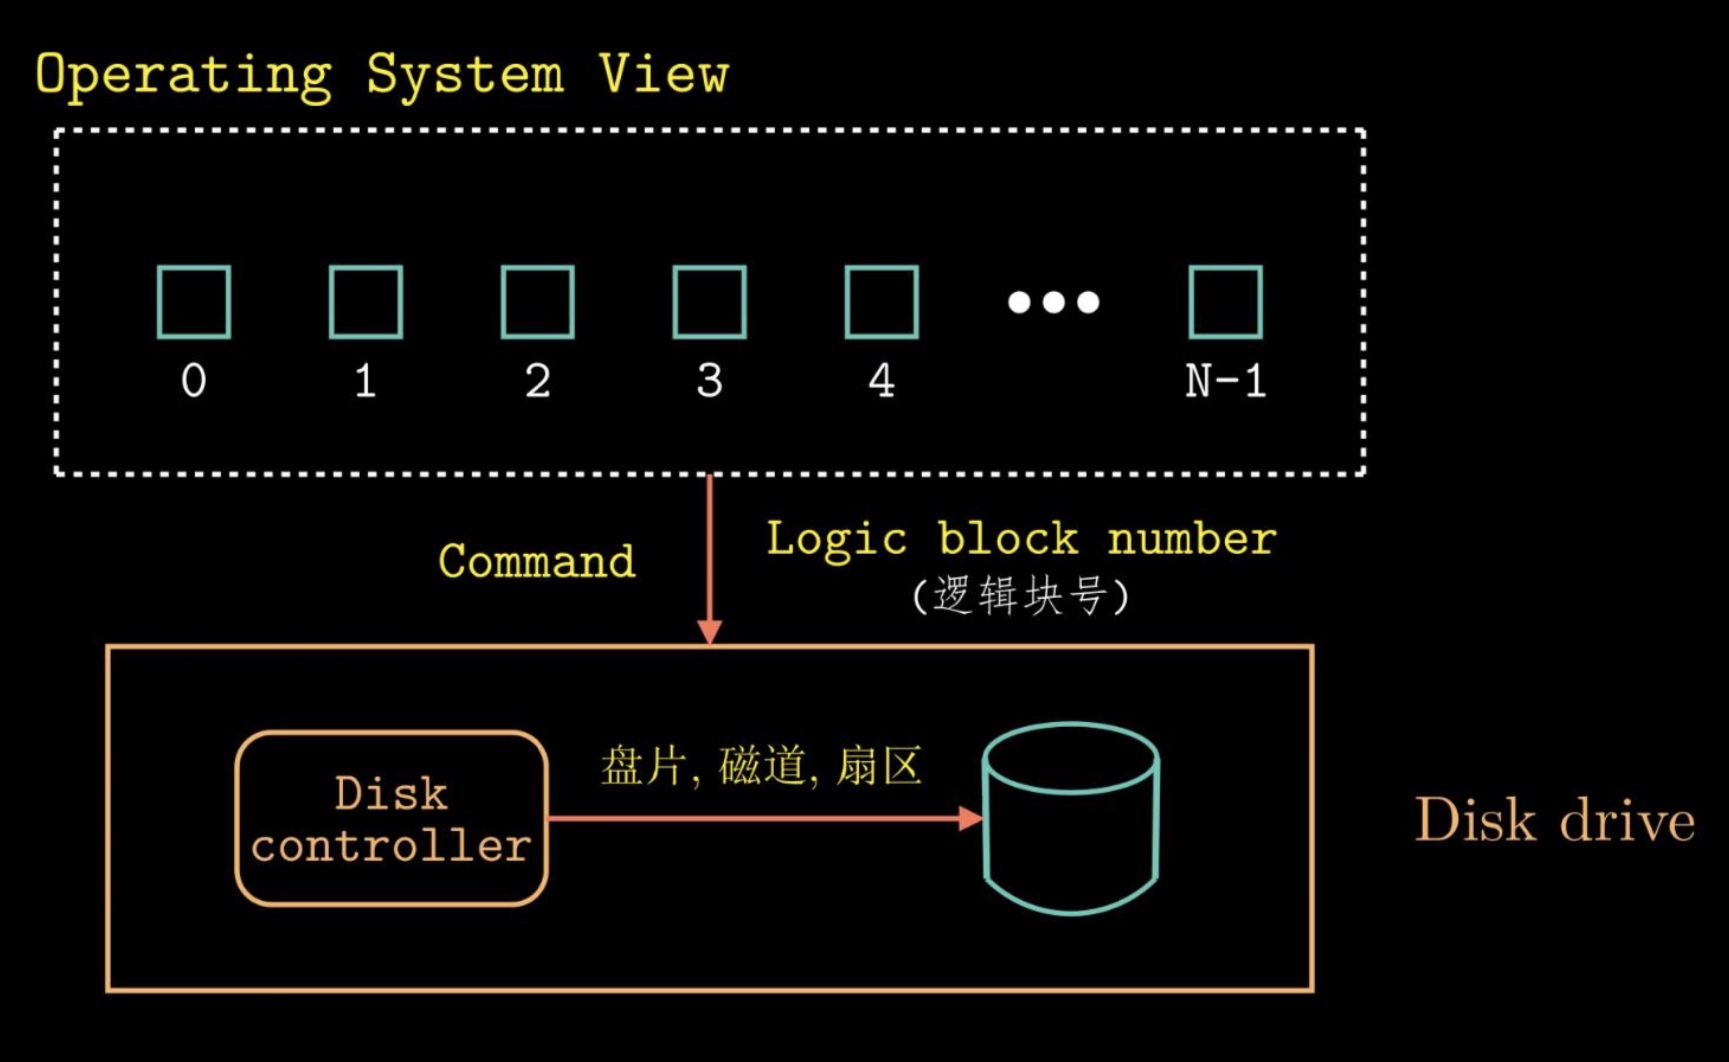 Operating System View
0 1 2 3 4 ••• N-1
Command
Logic block number
(逻辑块号)
Disk
controller
盘片, 磁道, 扇区
Disk drive